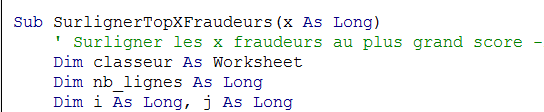 Sub SurlignerTopXFraudeurs(x As Long)
' Surligner les x fraudeurs au plus grand score -
Dim classeur As Worksheet
Dim nb_lignes As Long
Dim i As Long, j As Long